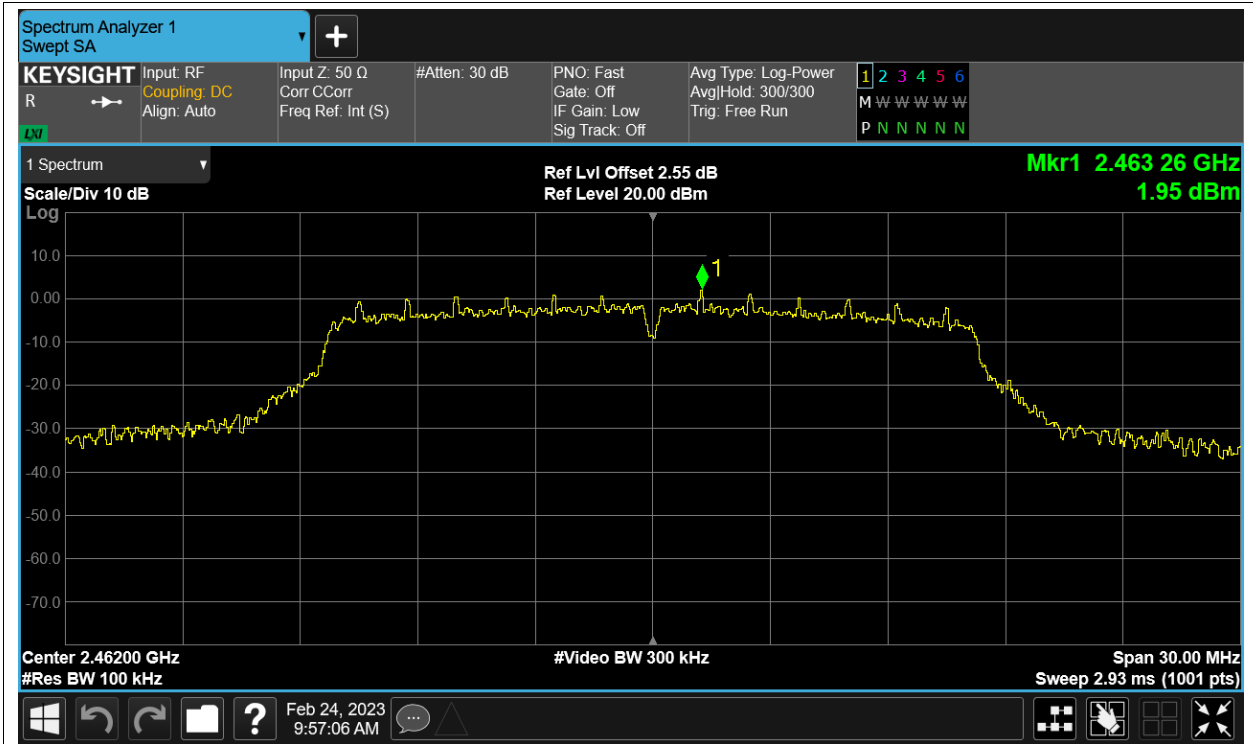 Spectrum Analyzer 1
Swept SA
KEYSIGHT
R
LXI
Input: RF
Coupling: DC
Align: Auto
Input Z: 50 Ω
Corr CCorr
Freq Ref: Int (S)
#Atten: 30 dB
PNO: Fast
Gate: Off
IF Gain: Low
Sig Track: Off
Avg Type: Log-Power
Avg|Hold: 300/300
Trig: Free Run
1 2 3 4 5 6
M W W W W W
P N N N N N
1 Spectrum
Scale/Div 10 dB
Log
Ref Lvl Offset 2.55 dB
Ref Level 20.00 dBm
Mkr1 2.463 26 GHz
1.95 dBm
1
10.0
0.00
-10.0
-20.0
-30.0
-40.0
-50.0
-60.0
-70.0
Center 2.46200 GHz
#Res BW 100 kHz
#Video BW 300 kHz
Span 30.00 MHz
Sweep 2.93 ms (1001 pts)
?
Feb 24, 2023
9:57:06 AM